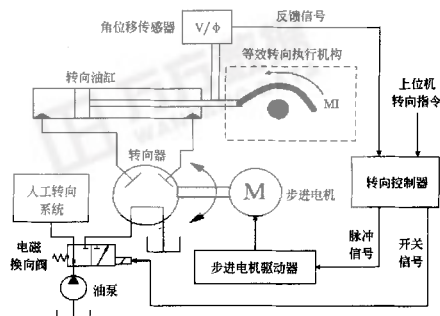 角位移传感器
V/Φ
反馈信号
等效转向执行机构
转向油缸
MI
上位机
转向指令
转向器
人工转向
系统
M
步进电机
转向控制器
电磁
换向阀
油泵
步进电机驱动器
脉冲
信号
开关
信号